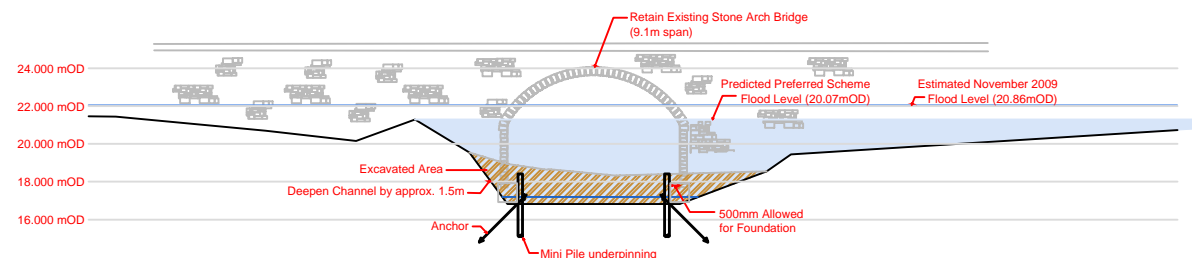 Retain Existing Stone Arch Bridge
(9.1m span)
24.000 mOD
Predicted Preferred Scheme
Flood Level (20.07mOD)
Estimated November 2009
Flood Level (20.86mOD)
22.000 mOD
20.000 mOD
Excavated Area
18.000 mOD
Deepen Channel by approx. 1.5m
16.000 mOD
500mm Allowed
for Foundation
Anchor
Mini Pile underpinning